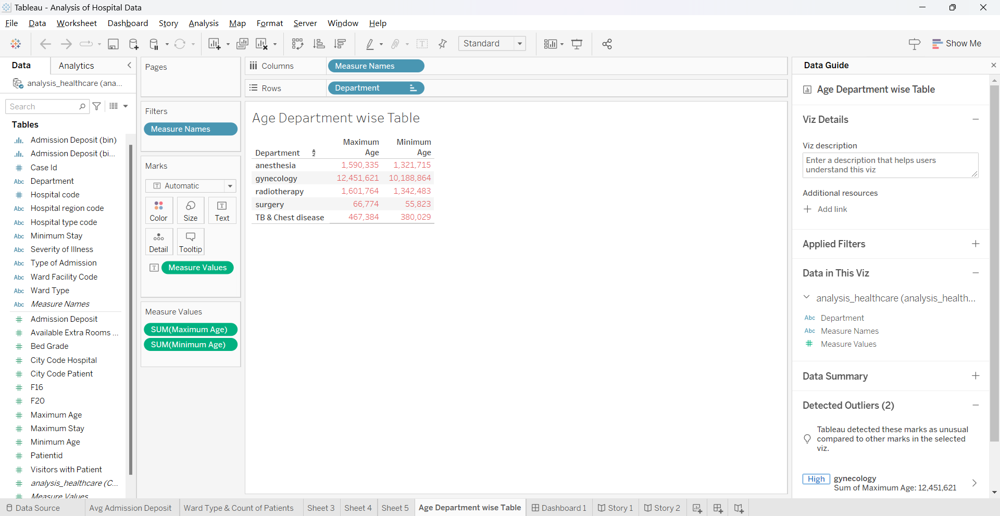 Tableau - Analysis of Hospital Data
File Data Worksheet Dashboard Story Analysis Map Format Server Window Help
Standard
Show Me
Data
Analytics
analysis_healthcare (ana...
Search
Tables
Admission Deposit (bin)
Admission Deposit (bi...
Case Id
Abc Department
Hospital code
Abc Hospital region code
Abc Hospital type code
Abc Minimum Stay
Abc Severity of Illness
Abc Type of Admission
Abc Ward Facility Code
Abc Ward Type
Abc Measure Names
Admission Deposit
Available Extra Rooms ...
Bed Grade
City Code Hospital
City Code Patient
F16
F20
Maximum Age
Maximum Stay
Minimum Age
Patientid
Visitors with Patient
analysis_healthcare (C...
Measure Values
Pages
Filters
Measure Names
Marks
Automatic
Color Size Text
Detail Tooltip
Measure Values
Measure Values
SUM(Maximum Age)
SUM(Minimum Age)
Columns Measure Names
Rows Department
Age Department wise Table
Maximum Minimum
Department Age Age
anesthesia 1,590,335 1,321,715
gynecology 12,451,621 10,188,864
radiotherapy 1,601,764 1,342,483
surgery 66,774 55,823
TB & Chest disease 467,384 380,029
Data Guide
Age Department wise Table
Viz Details
Viz description
Enter a description that helps users
understand this viz
Additional resources
Add link
Applied Filters
Data in This Viz
analysis_healthcare (analysis_health...
Abc Department
Abc Measure Names
Measure Values
Data Summary
Detected Outliers (2)
Tableau detected these marks as unusual
compared to other marks in the selected
viz.
High gynecology
Sum of Maximum Age: 12,451,621
Data Source Avg Admission Deposit Ward Type & Count of Patients Sheet 3 Sheet 4 Sheet 5 Age Department wise Table Dashboard 1 Story 1 Story 2